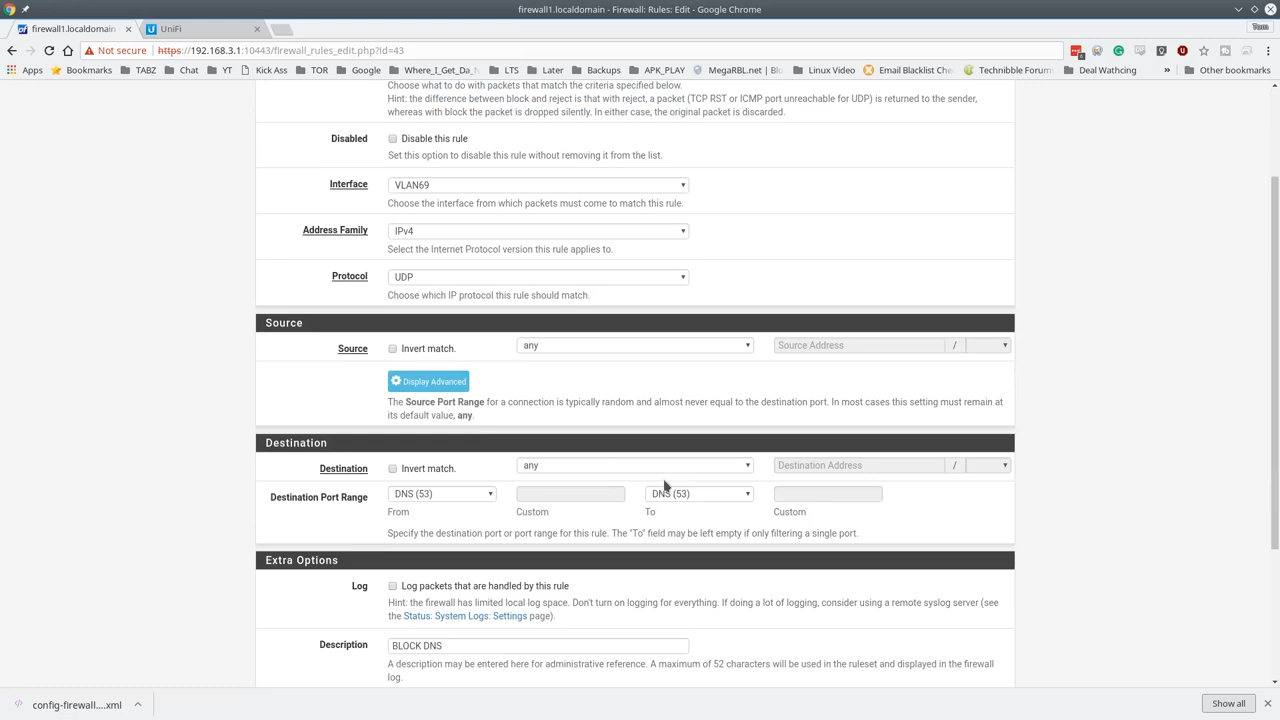 firewall1.localdomain - Firewall: Rules: Edit - Google Chrome
firewall1.localdomain
UniFi
Tom
Not secure https://192.168.3.1:10443/firewall_rules_edit.php?id=43
Apps Bookmarks TABZ Chat YT Kick Ass TOR Google Where_I_Get_Da_ LTS Later Backups APK_PLAY MegaRBL.net | Blo Linux Video Email Blacklist Che Technibble Forum Deal Wathcing » Other bookmarks
Choose what to do with packets that match the criteria specified below.
Hint: the difference between block and reject is that with reject, a packet (TCP RST or ICMP port unreachable for UDP) is returned to the sender,
whereas with block the packet is dropped silently. In either case, the original packet is discarded.
Disabled Disable this rule
Set this option to disable this rule without removing it from the list.
Interface VLAN69
Choose the interface from which packets must come to match this rule.
Address Family IPv4
Select the Internet Protocol version this rule applies to.
Protocol UDP
Choose which IP protocol this rule should match.
Source
Source Invert match. any Source Address /
Display Advanced
The Source Port Range for a connection is typically random and almost never equal to the destination port. In most cases this setting must remain at
its default value, any.
Destination
Destination Invert match. any Destination Address /
Destination Port Range DNS (53) DNS (53)
From Custom To Custom
Specify the destination port or port range for this rule. The "To" field may be left empty if only filtering a single port.
Extra Options
Log Log packets that are handled by this rule
Hint: the firewall has limited local log space. Don't turn on logging for everything. If doing a lot of logging, consider using a remote syslog server (see
the Status: System Logs: Settings page).
Description BLOCK DNS
A description may be entered here for administrative reference. A maximum of 52 characters will be used in the ruleset and displayed in the firewall
log.
config-firewall....xml
Show all